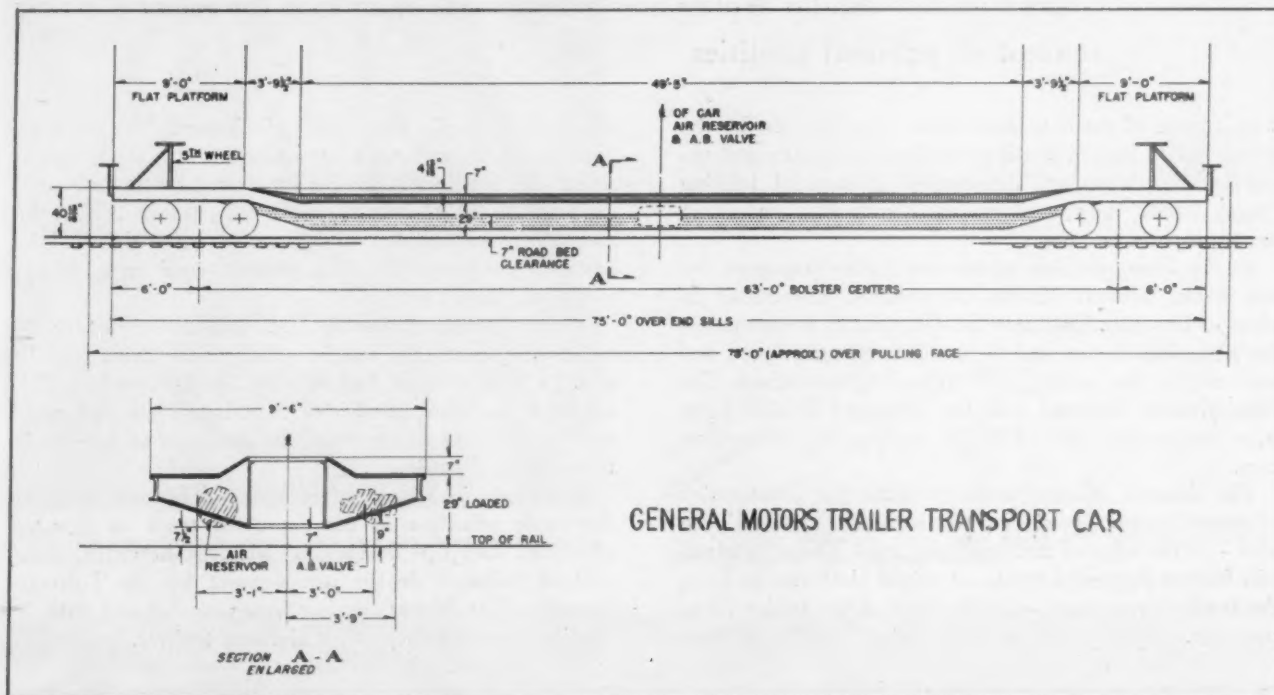 9'-0"
3'-9½"
49'-5"
3'-9½"
9'-0"
FLAT PLATFORM
FLAT PLATFORM
OF CAR
AIR RESERVOIR
& A.B. VALVE
5TH WHEEL
A
7"
29"
A
7" ROAD BED
CLEARANCE
6'-0"
63'-0" BOLSTER CENTERS
6'-0"
75'-0" OVER END SILLS
78'-0" (APPROX.) OVER PULLING FACE
9'-6"
7"
29" LOADED
TOP OF RAIL
7½"
7"
9"
AIR
RESERVOIR
A.B. VALVE
3'-1"
3'-0"
3'-9"
SECTION A-A
ENLARGED
GENERAL MOTORS TRAILER TRANSPORT CAR